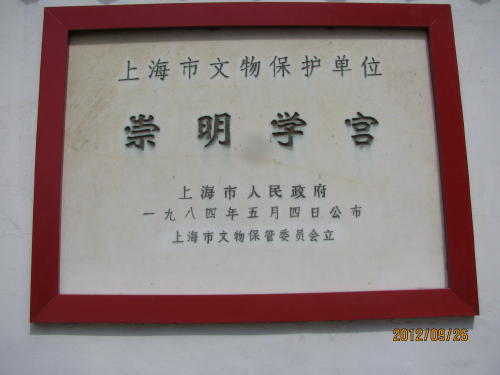 上海市文物保护单位
崇明学宫
上海市人民政府
一九八四年五月四日公布
上海市文物保管委员会立
2012/09/26